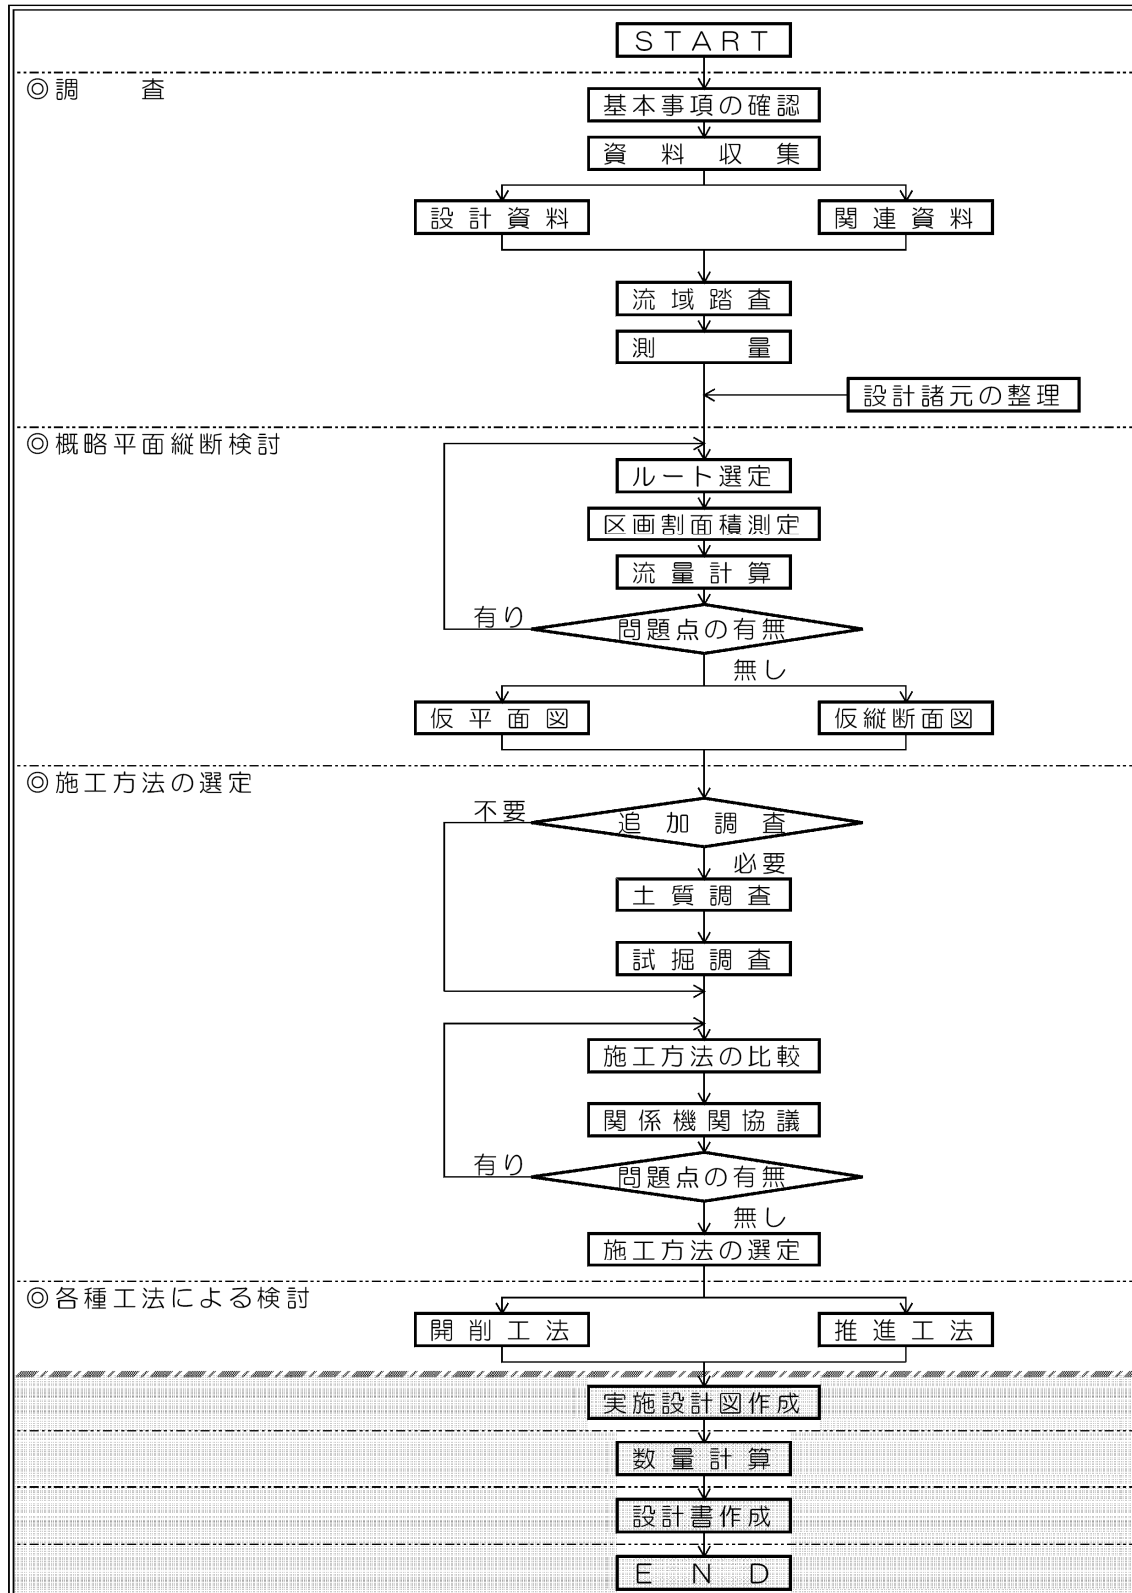 START
◎調査
基本事項の確認
資料収集
設計資料
関連資料
流域踏査
測量
設計諸元の整理
◎概略平面縦断検討
ルート選定
区画割面積測定
流量計算
有り
問題点の有無
無し
仮平面図
仮縦断面図
◎施工方法の選定
不要
追加調査
必要
土質調査
試掘調査
施工方法の比較
関係機関協議
有り
問題点の有無
無し
施工方法の選定
◎各種工法による検討
開削工法
推進工法
実施設計図作成
数量計算
設計書作成
END